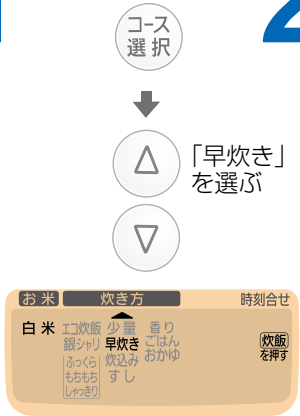 コース
選択
「早炊き」
を選ぶ
お米 炊き方 時刻合せ
白米 エコ炊飯 少量 香り
銀シャリ 早炊き ごはん
ふっくら 炊込み おかゆ
もちもち すし
しゃっきり
炊飯
を押す